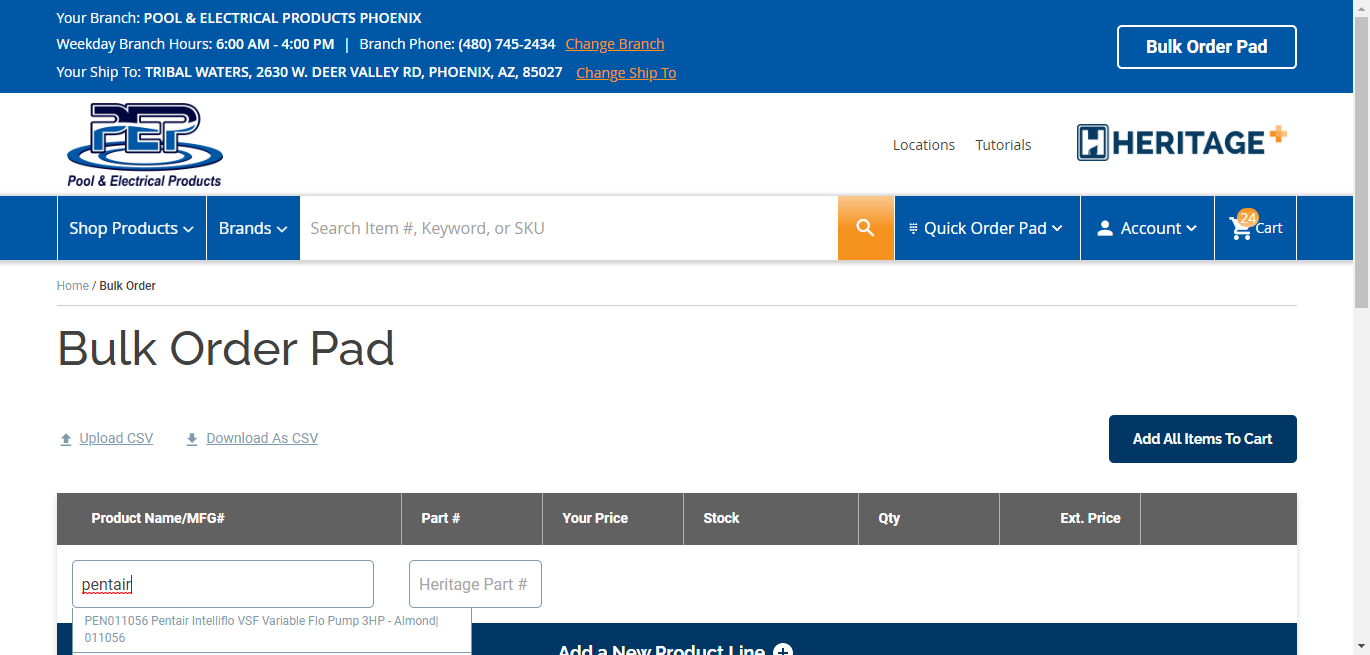 Your Branch: POOL & ELECTRICAL PRODUCTS PHOENIX
Weekday Branch Hours: 6:00 AM - 4:00 PM | Branch Phone: (480) 745-2434 Change Branch
Your Ship To: TRIBAL WATERS, 2630 W. DEER VALLEY RD, PHOENIX, AZ, 85027 Change Ship To
Bulk Order Pad
PEP
Pool & Electrical Products
Locations Tutorials
HERITAGE+
Shop Products Brands Search Item #, Keyword, or SKU Quick Order Pad Account 24 Cart
Home / Bulk Order
Bulk Order Pad
Upload CSV Download As CSV Add All Items To Cart
Product Name/MFG# Part # Your Price Stock Qty Ext. Price
pentair Heritage Part #
PEN011056 Pentair Intelliflo VSF Variable Flo Pump 3HP - Almond|
011056
Add a New Product Line